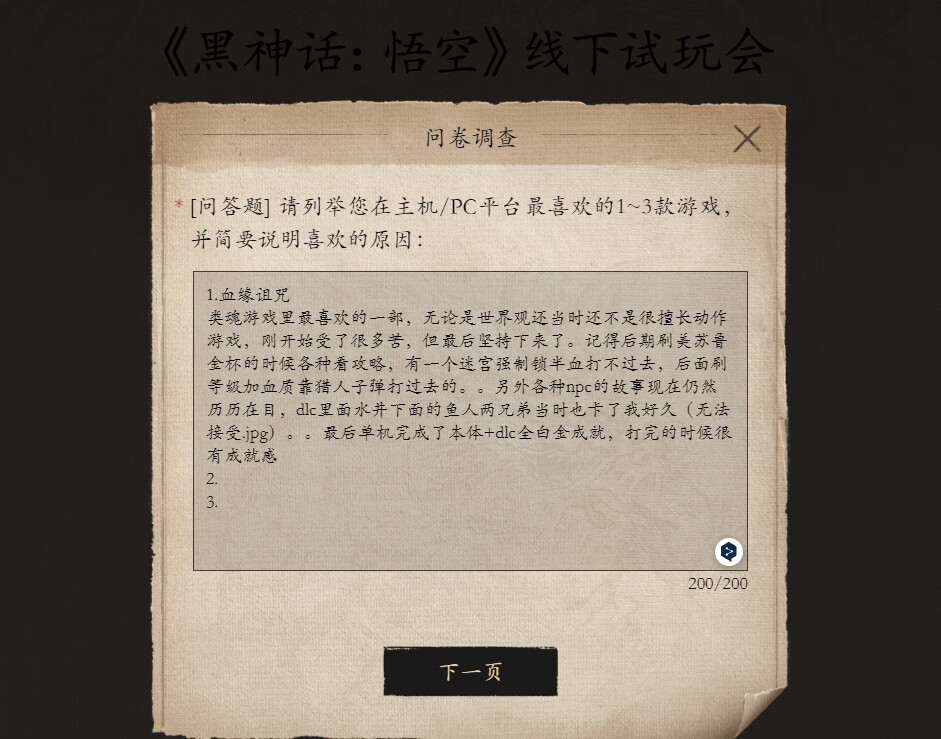 《黑神话：悟空》线下试玩会
问卷调查
* [问答题] 请列举您在主机/PC平台最喜欢的1~3款游戏，
并简要说明喜欢的原因：
1.血缘诅咒
类魂游戏里最喜欢的一部，无论是世界观还当时还不是很擅长动作
游戏，刚开始受了很多苦，但最后坚持下来了。记得后期刷美苏鲁
金杯的时候各种看攻略，有一个迷宫强制锁半血打不过去，后面刷
等级加血质靠猎人子弹打过去的。。另外各种npc的故事现在仍然
历历在目，dlc里面水井下面的鱼人两兄弟当时也卡了我好久（无法
接受.jpg）。。最后单机完成了本体+dlc全白金成就，打完的时候很
有成就感
2.
3.
200/200
下一页